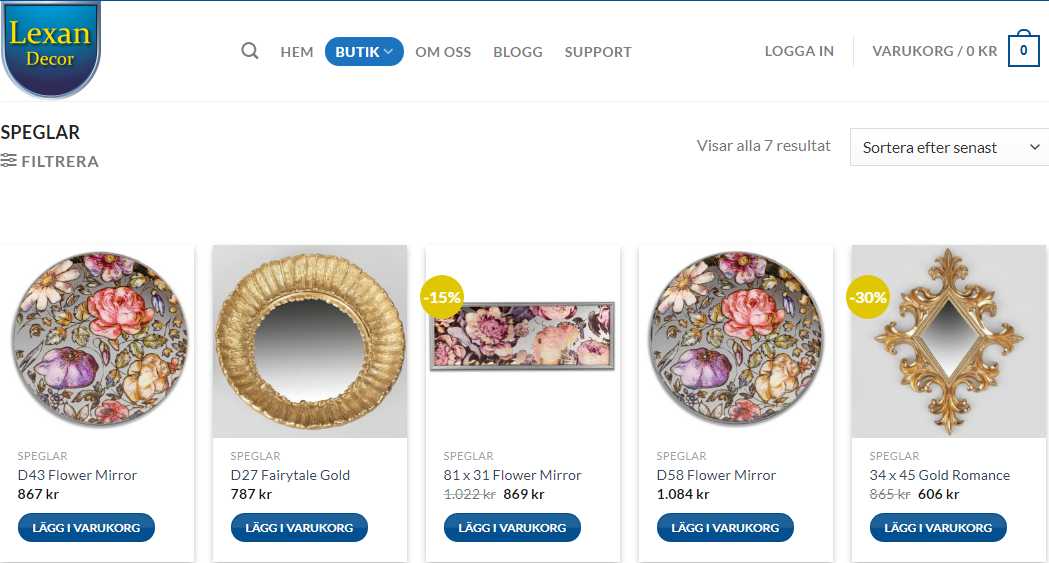 Lexan
Decor
HEM
BUTIK
OM OSS
BLOGG
SUPPORT
LOGGA IN
VARUKORG / 0 KR
0
SPEGLAR
FILTRERA
Visar alla 7 resultat
Sortera efter senast
SPEGLAR
D43 Flower Mirror
867 kr
LÄGG I VARUKORG
SPEGLAR
D27 Fairytale Gold
787 kr
LÄGG I VARUKORG
-15%
SPEGLAR
81 x 31 Flower Mirror
1.022 kr 869 kr
LÄGG I VARUKORG
SPEGLAR
D58 Flower Mirror
1.084 kr
LÄGG I VARUKORG
-30%
SPEGLAR
34 x 45 Gold Romance
865 kr 606 kr
LÄGG I VARUKORG